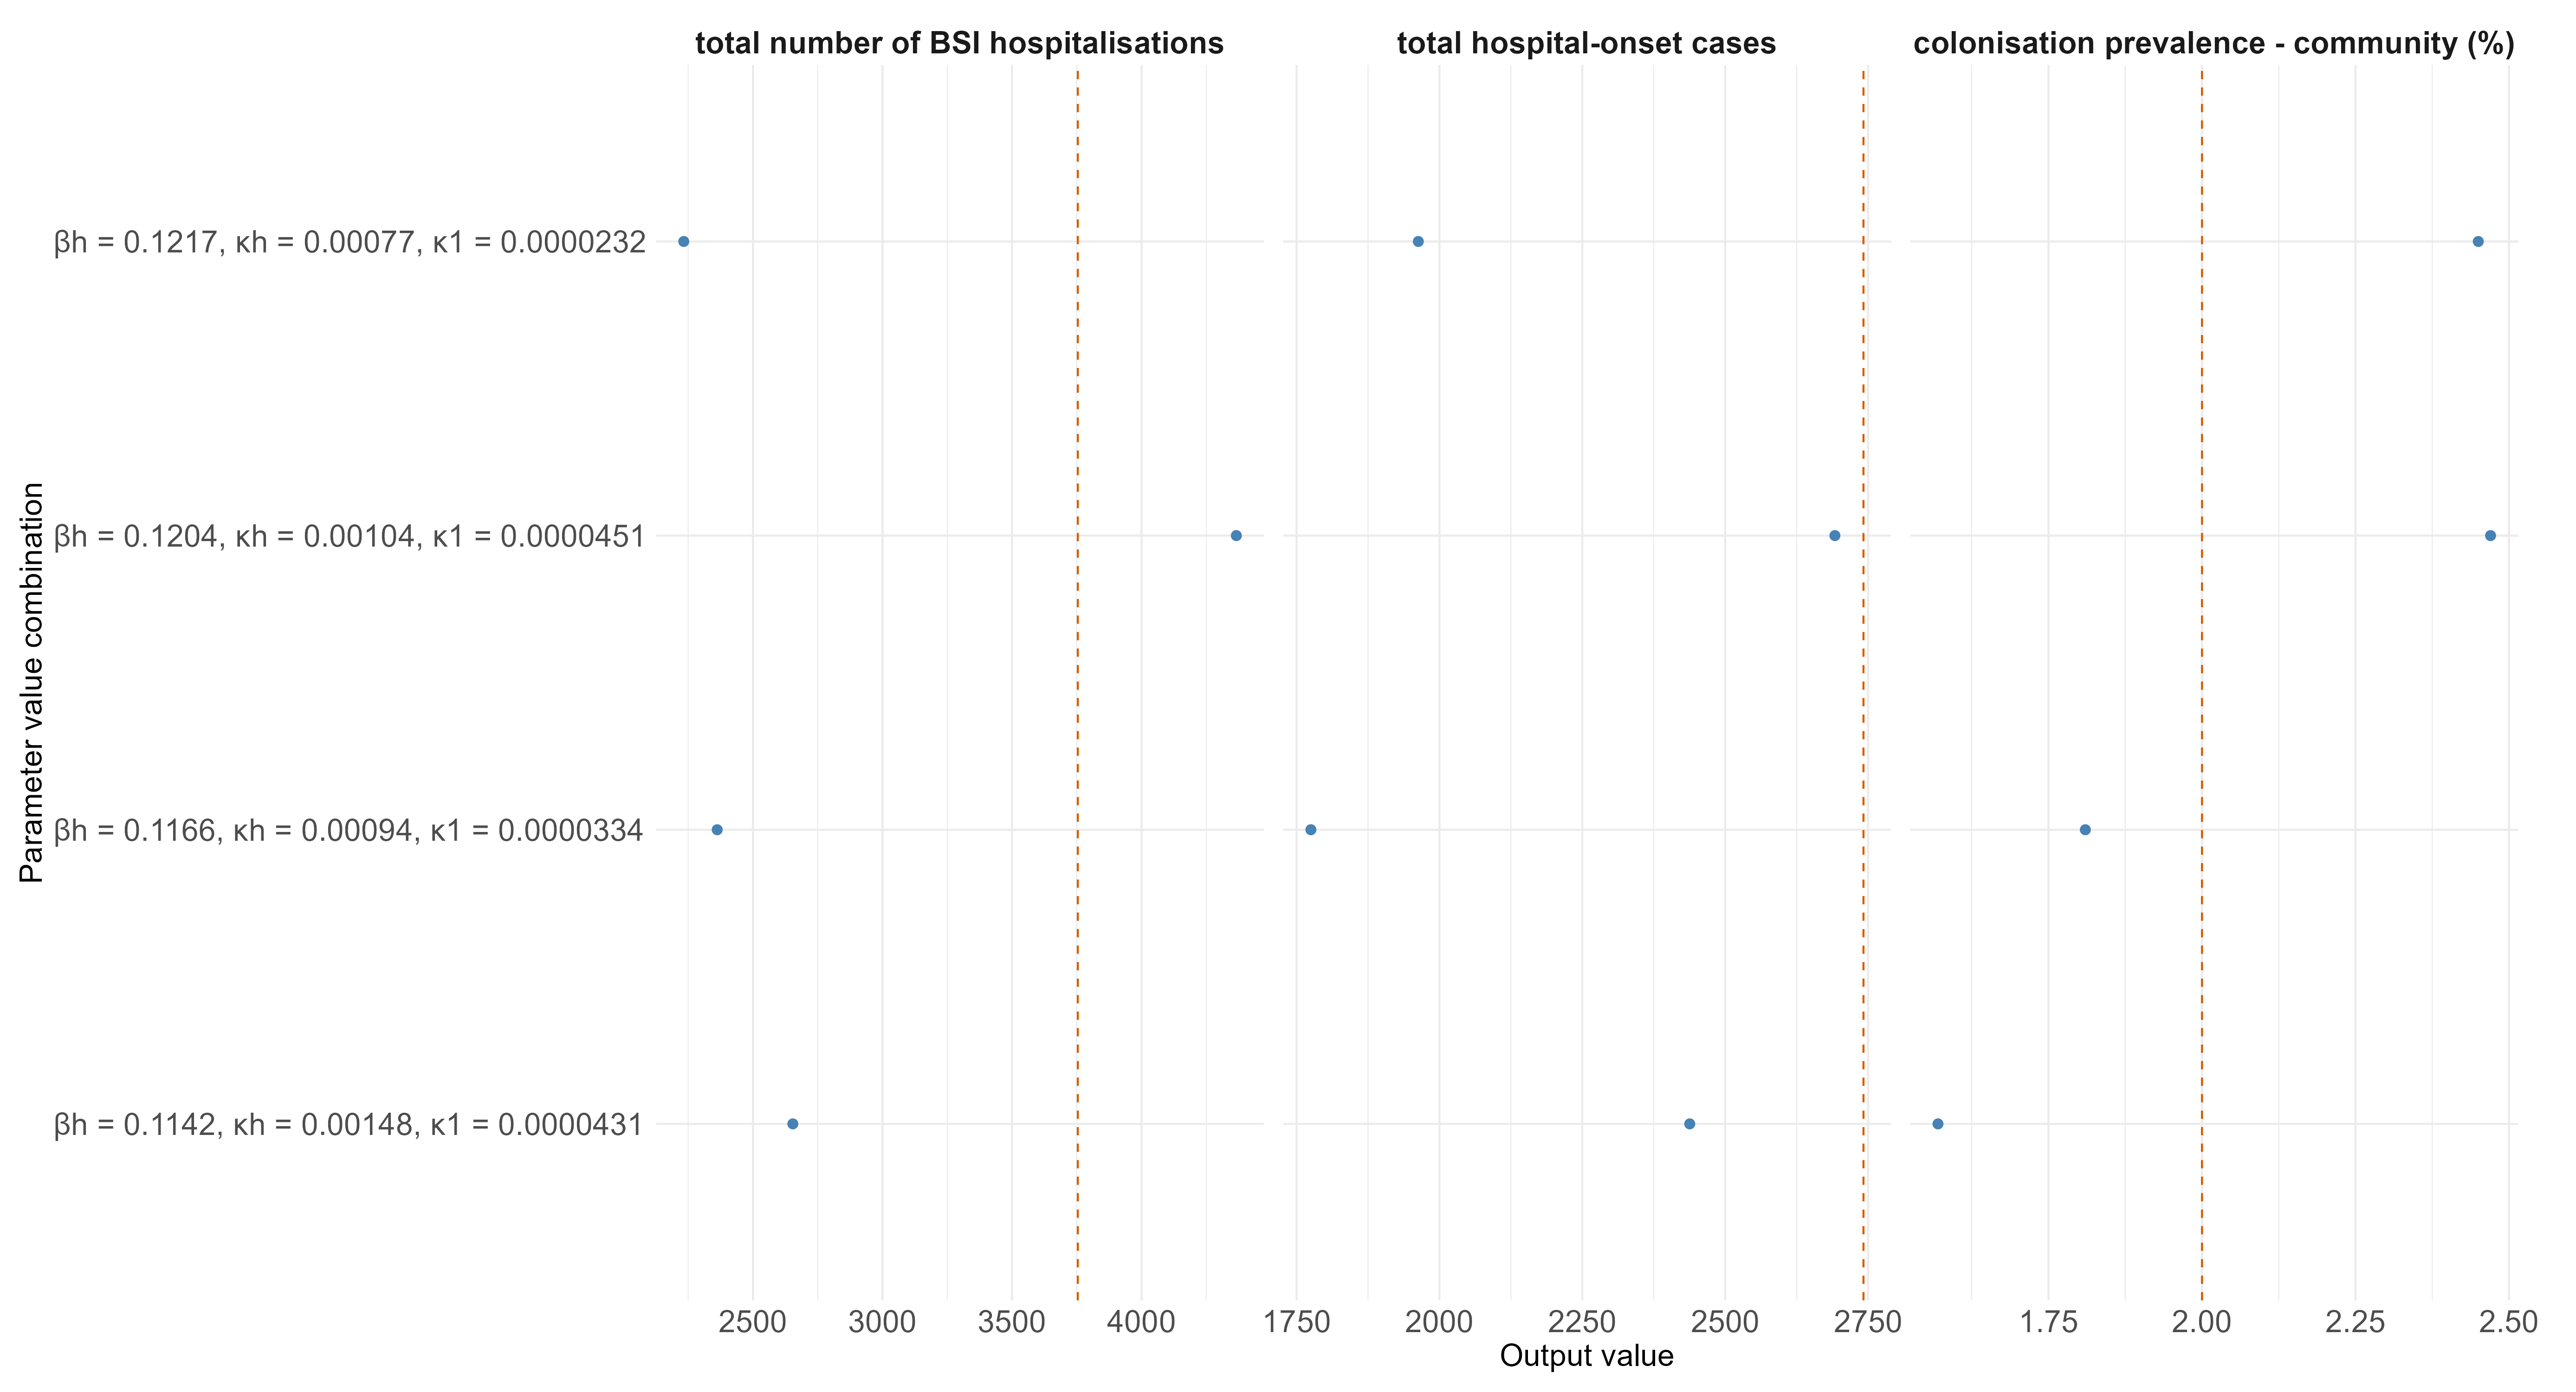 total number of BSI hospitalisations
total hospital-onset cases
colonisation prevalence - community (%)
Parameter value combination
βh = 0.1217, κh = 0.00077, κ1 = 0.0000232
βh = 0.1204, κh = 0.00104, κ1 = 0.0000451
βh = 0.1166, κh = 0.00094, κ1 = 0.0000334
βh = 0.1142, κh = 0.00148, κ1 = 0.0000431
2500 3000 3500 4000
1750 2000 2250 2500 2750
1.75 2.00 2.25 2.50
Output value